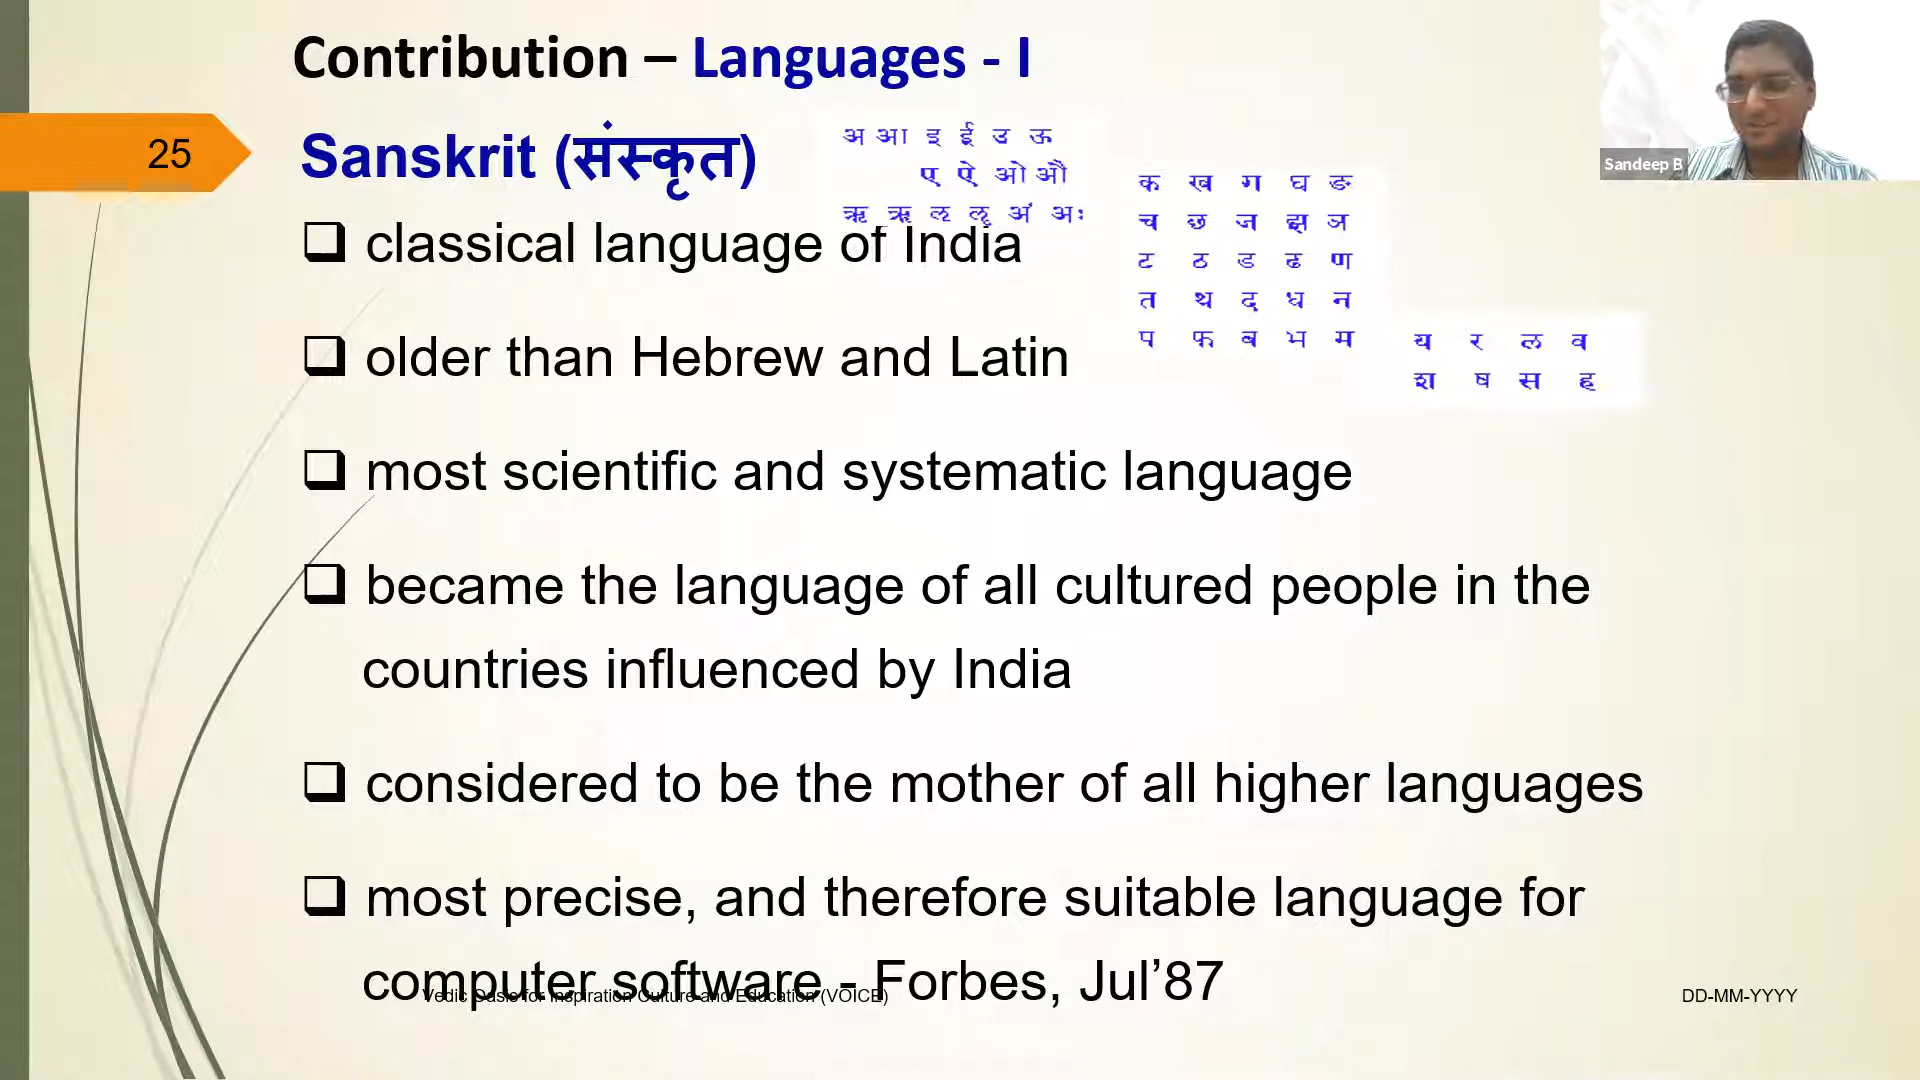 Contribution – Languages - I
25
Sanskrit (संस्कृत)
अ आ इ ई उ ऊ
ए ऐ ओ औ
ऋ ॠ ऌ ॡ अं अः
क ख ग घ ङ
च छ ज झ ञ
ट ठ ड ढ ण
त थ द ध न
प फ ब भ म
य र ल व
श ष स ह
Sandeep B
❑ classical language of India
❑ older than Hebrew and Latin
❑ most scientific and systematic language
❑ became the language of all cultured people in the
countries influenced by India
❑ considered to be the mother of all higher languages
❑ most precise, and therefore suitable language for
computer software - Forbes, Jul’87
Vedic Oasis for Inspiration Culture and Education (VOICE)
DD-MM-YYYY